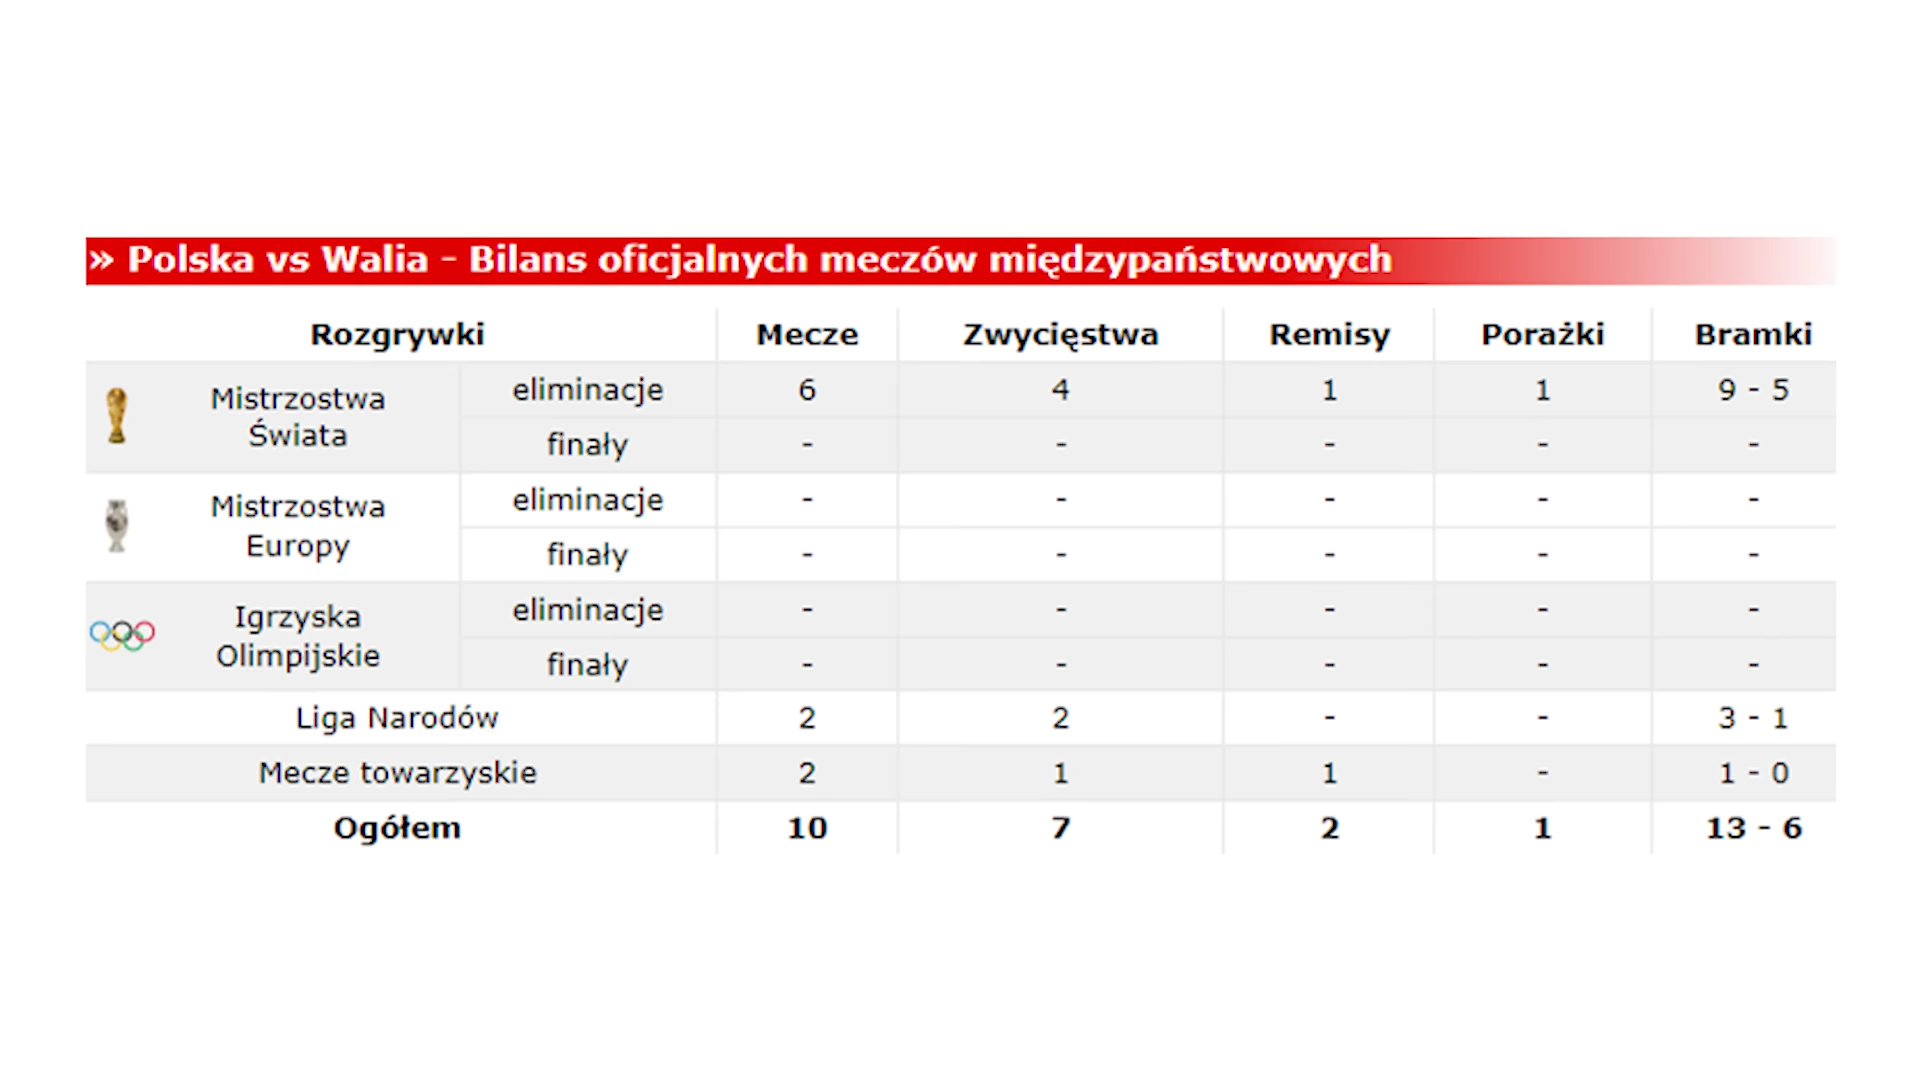 » Polska vs Walia - Bilans oficjalnych meczów międzypaństwowych
Rozgrywki Mecze Zwycięstwa Remisy Porażki Bramki
Mistrzostwa Świata eliminacje 6 4 1 1 9 - 5
finały - - - - -
Mistrzostwa Europy eliminacje - - - - -
finały - - - - -
Igrzyska Olimpijskie eliminacje - - - - -
finały - - - - -
Liga Narodów 2 2 - - 3 - 1
Mecze towarzyskie 2 1 1 - 1 - 0
Ogółem 10 7 2 1 13 - 6